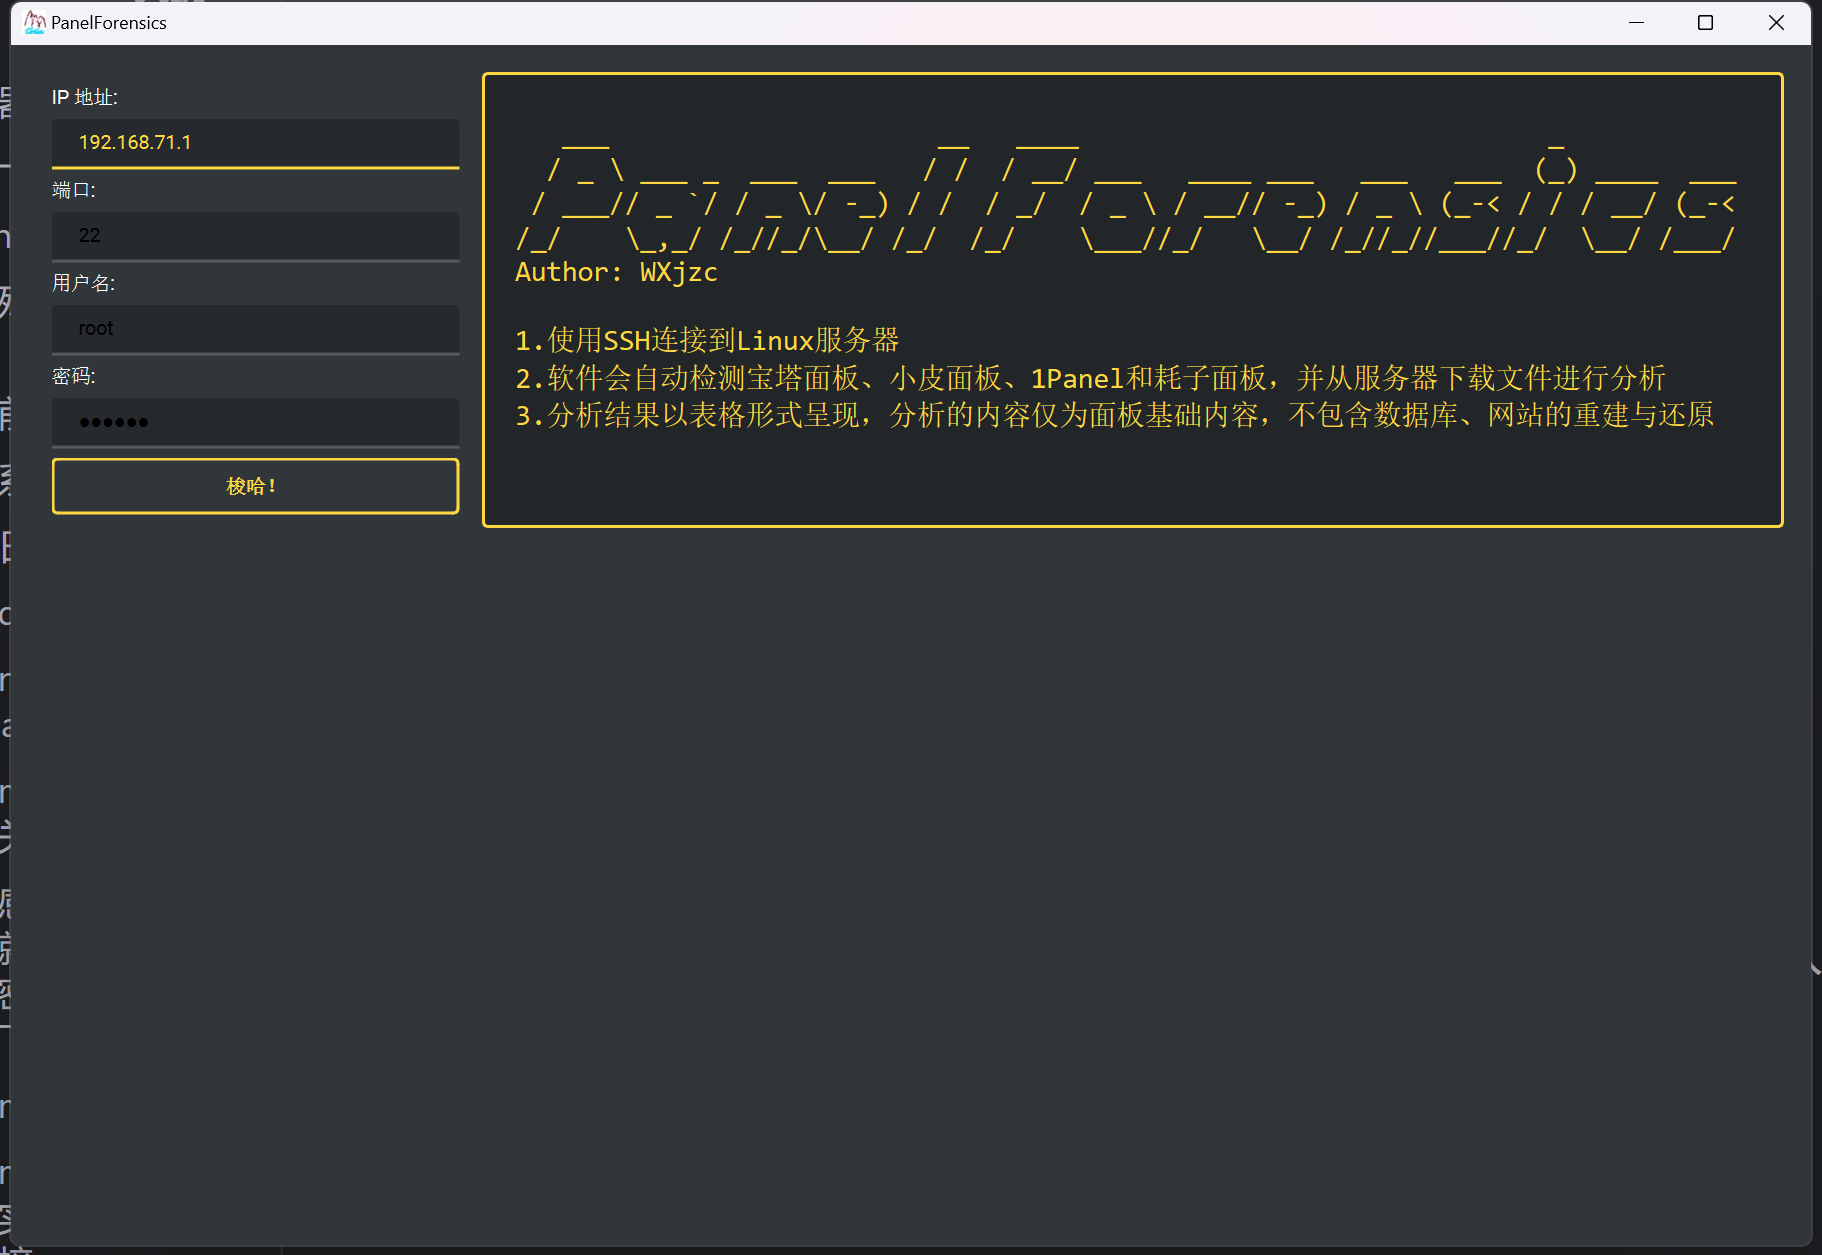 PanelForensics
IP 地址:
192.168.71.1
端口:
22
用户名:
root
密码:
●●●●●●
梭哈!
PanelForensics
Author: WXjzc
1.使用SSH连接到Linux服务器
2.软件会自动检测宝塔面板、小皮面板、1Panel和耗子面板，并从服务器下载文件进行分析
3.分析结果以表格形式呈现，分析的内容仅为面板基础内容，不包含数据库、网站的重建与还原